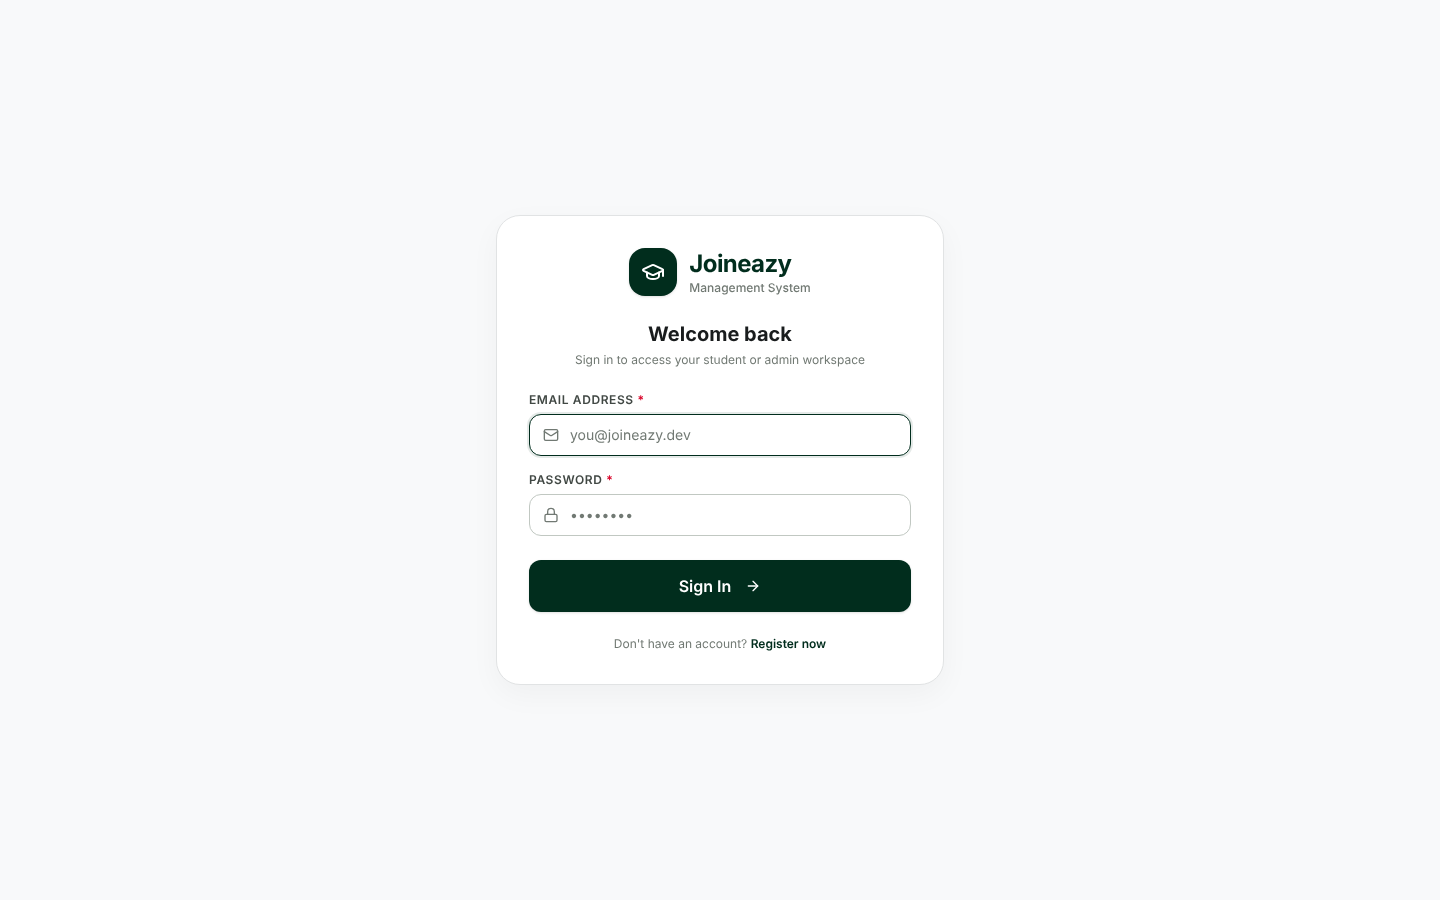 Joineazy
Management System
Welcome back
Sign in to access your student or admin workspace
EMAIL ADDRESS *
you@joineazy.dev
PASSWORD *
••••••••
Sign In →
Don't have an account? Register now